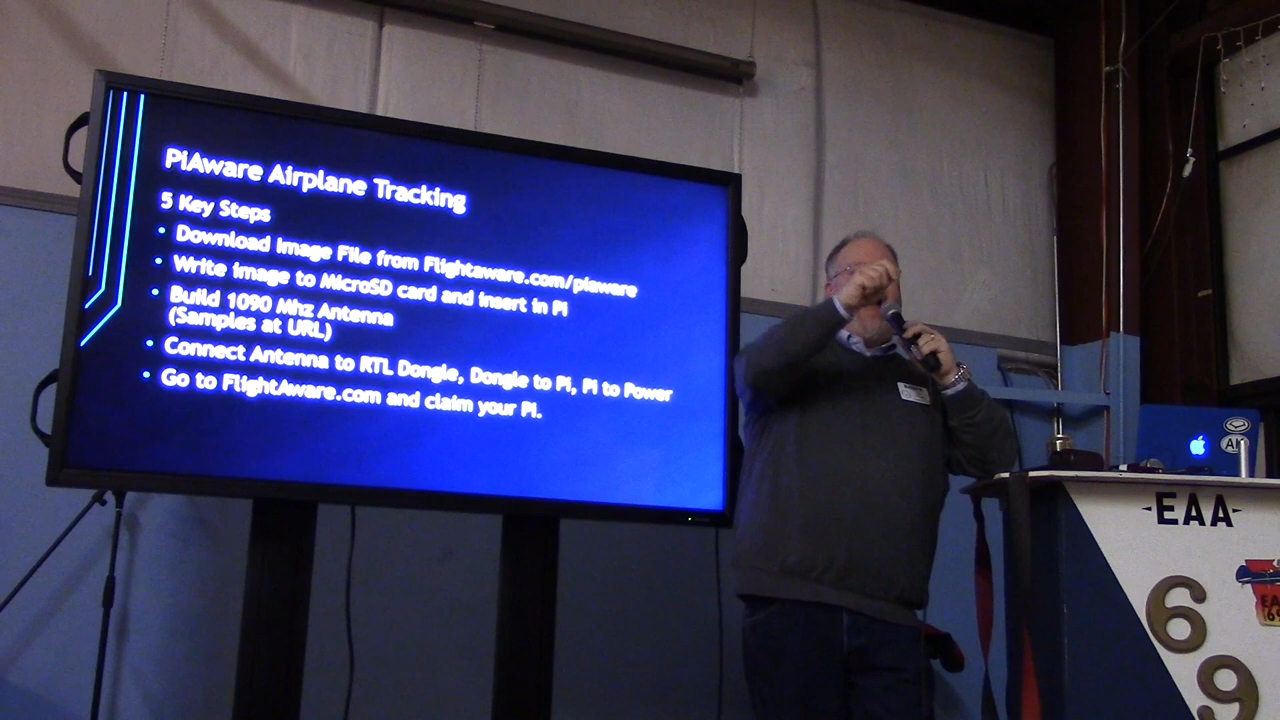 PiAware Airplane Tracking
5 Key Steps
• Download Image File from Flightaware.com/piaware
• Write image to MicroSD card and insert in Pi
• Build 1090 Mhz Antenna
(Samples at URL)
• Connect Antenna to RTL Dongle, Dongle to Pi, Pi to Power
• Go to FlightAware.com and claim your Pi.
-EAA-
6
9